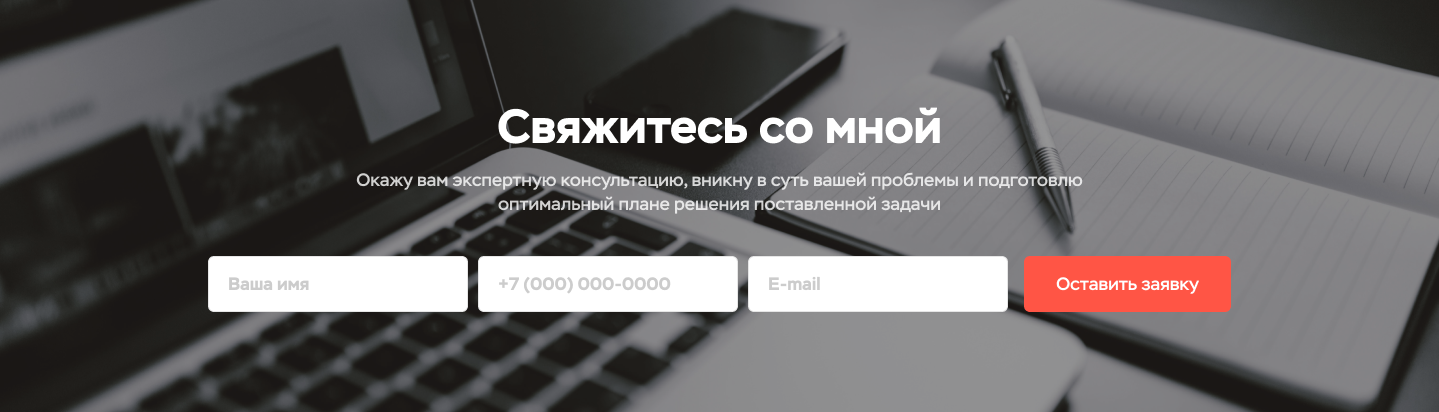 Свяжитесь со мной
Окажу вам экспертную консультацию, вникну в суть вашей проблемы и подготовлю
оптимальный плане решения поставленной задачи
Ваша имя
+7 (000) 000-0000
E-mail
Оставить заявку